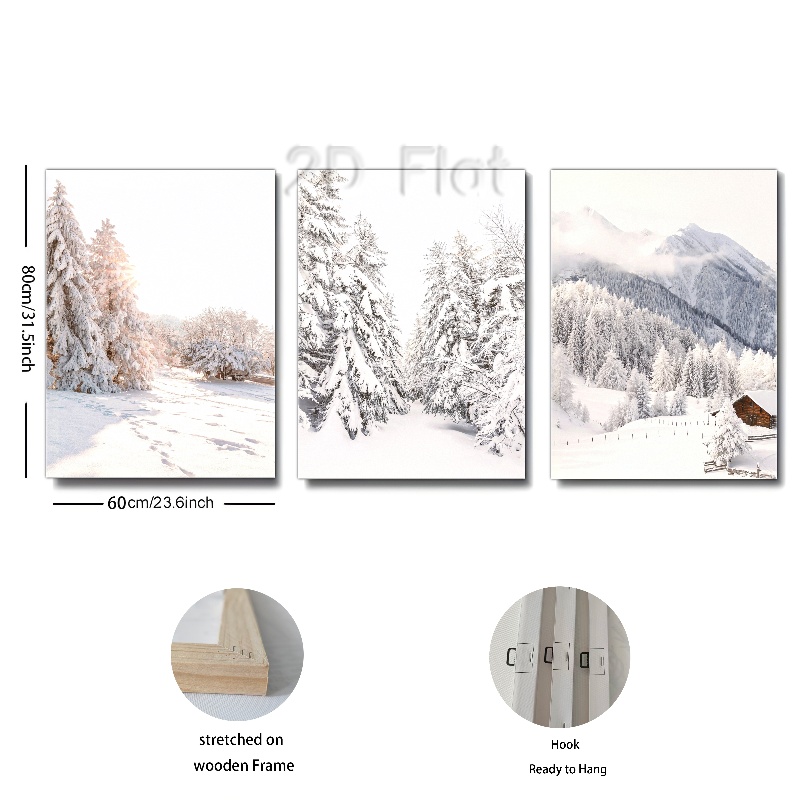 2D Flat
80cm/31.5inch
60cm/23.6inch
stretched on
wooden Frame
Hook
Ready to Hang